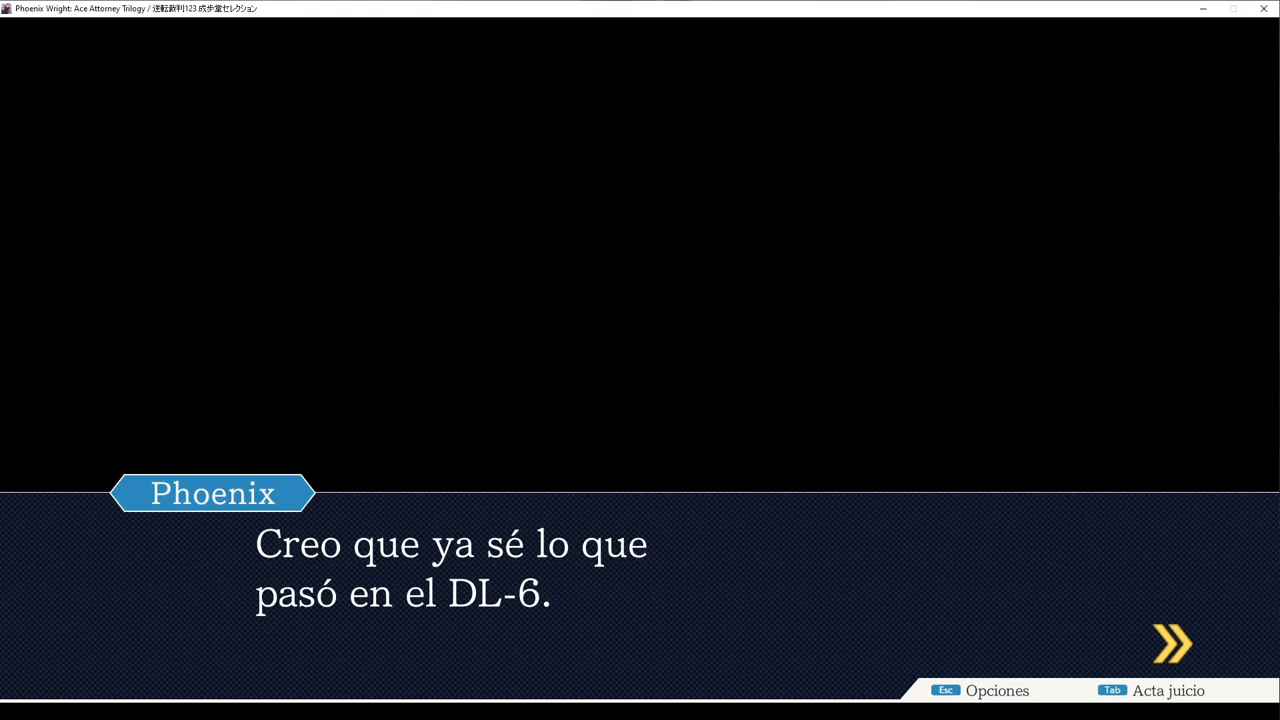 Phoenix Wright: Ace Attorney Trilogy / 逆転裁判123 成歩堂セレクション
Phoenix
Creo que ya sé lo que
pasó en el DL-6.
Esc Opciones Tab Acta juicio